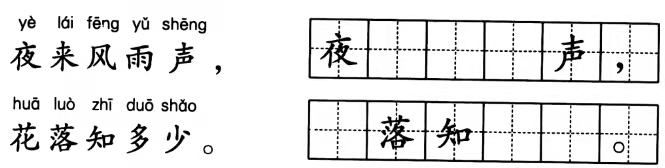 yè lái fēng yǔ shēng
夜来风雨声， 夜 声，
huā luò zhī duō shǎo
花落知多少。 落知 。